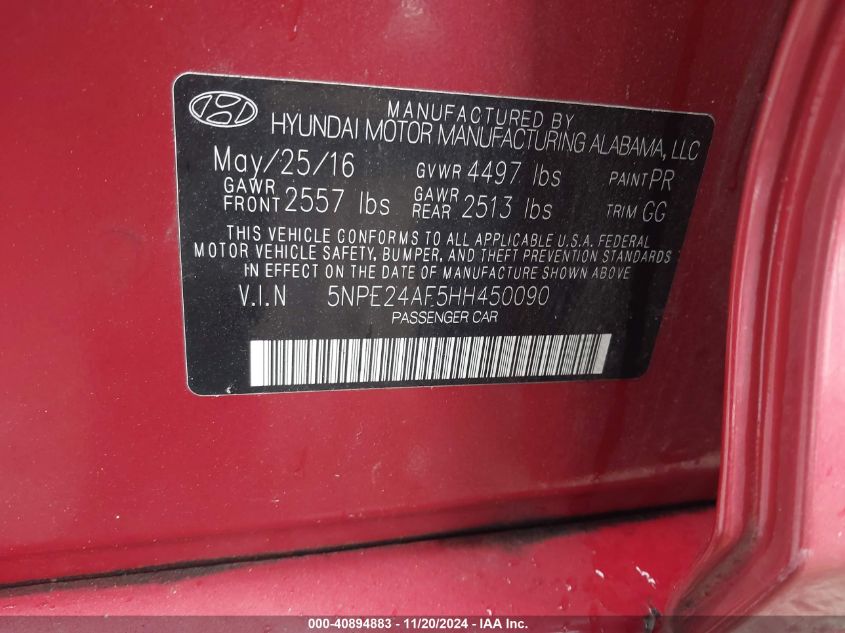 MANUFACTURED BY
HYUNDAI MOTOR MANUFACTURING ALABAMA, LLC
May/25/16 GVWR 4497 lbs PAINT PR
GAWR FRONT 2557 lbs GAWR REAR 2513 lbs TRIM GG
THIS VEHICLE CONFORMS TO ALL APPLICABLE U.S.A. FEDERAL
MOTOR VEHICLE SAFETY, BUMPER, AND THEFT PREVENTION STANDARDS
IN EFFECT ON THE DATE OF MANUFACTURE SHOWN ABOVE
V.I.N 5NPE24AF5HH450090
PASSENGER CAR
000-40894883 - 11/20/2024 - IAA Inc.